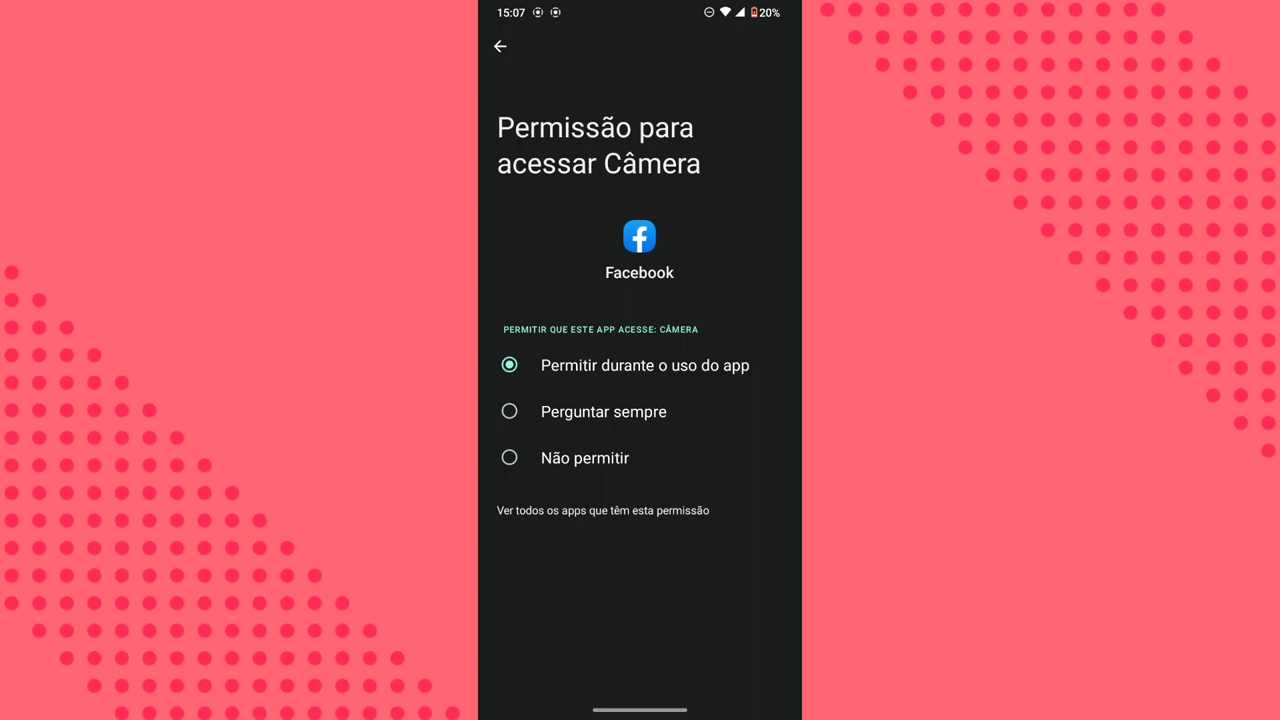 15:07
20%
Permissão para
acessar Câmera
Facebook
PERMITIR QUE ESTE APP ACESSE: CÂMERA
Permitir durante o uso do app
Perguntar sempre
Não permitir
Ver todos os apps que têm esta permissão